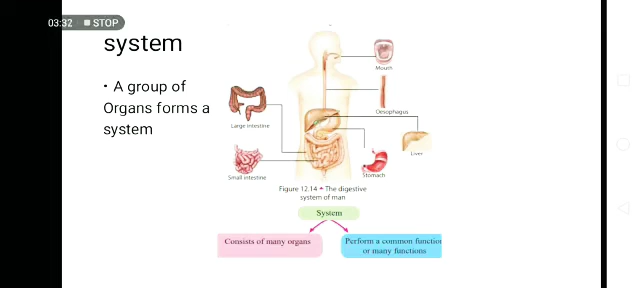 03:32 STOP
system
• A group of
Organs forms a
system
Mouth
Oesophagus
Large intestine
Liver
Small intestine
Stomach
Figure 12.14 • The digestive
system of man
System
Consists of many organs
Perform a common function
or many functions